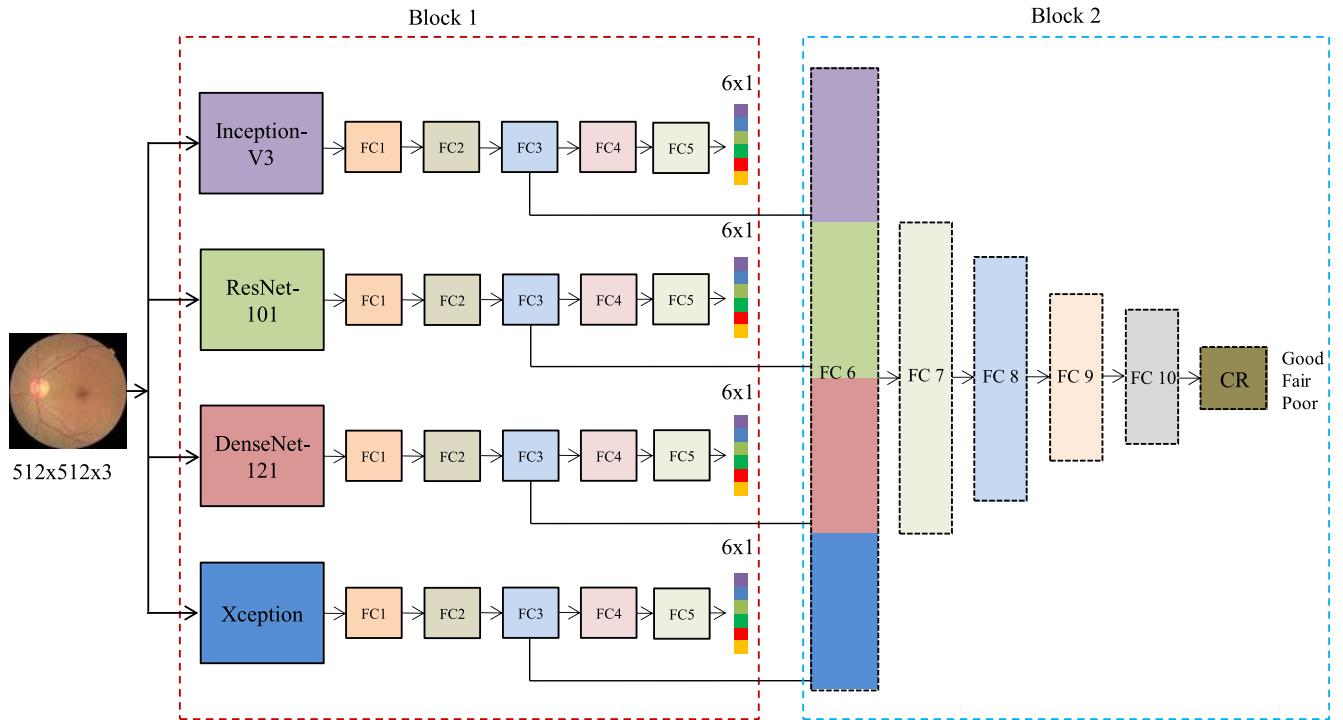 Block 1
Block 2
6x1
Inception-
V3
FC1
FC2
FC3
FC4
FC5
6x1
ResNet-
101
FC1
FC2
FC3
FC4
FC5
6x1
DenseNet-
121
FC1
FC2
FC3
FC4
FC5
6x1
Xception
FC1
FC2
FC3
FC4
FC5
512x512x3
FC 6
FC 7
FC 8
FC 9
FC 10
CR
Good
Fair
Poor